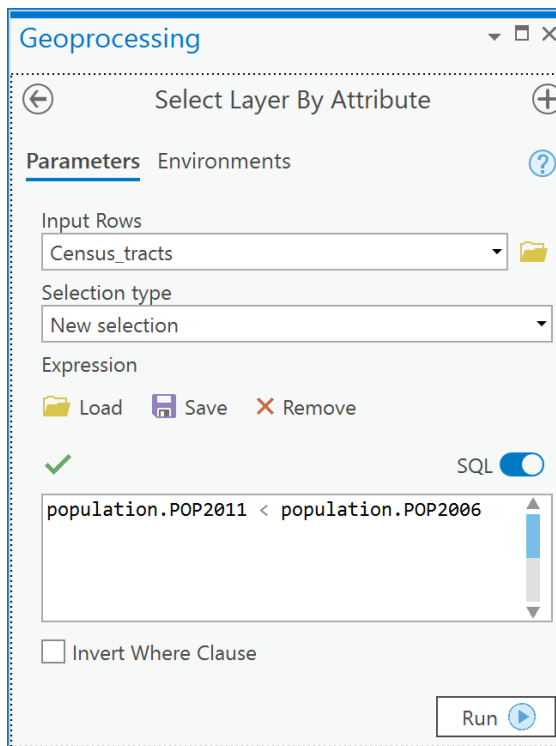 Geoprocessing
Select Layer By Attribute
Parameters Environments
?
Input Rows
Census_tracts
Selection type
New selection
Expression
Load Save Remove
SQL
population.POP2011 < population.POP2006
Invert Where Clause
Run